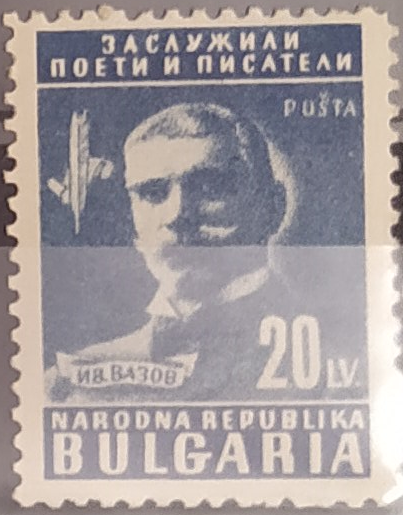 ЗАСЛУЖИЛИ
ПОЕТИ И ПИСАТЕЛИ
PUŠTA
20 LV.
ИВ. ВАЗОВ
NARODNA REPUBLIKA
BULGARIA